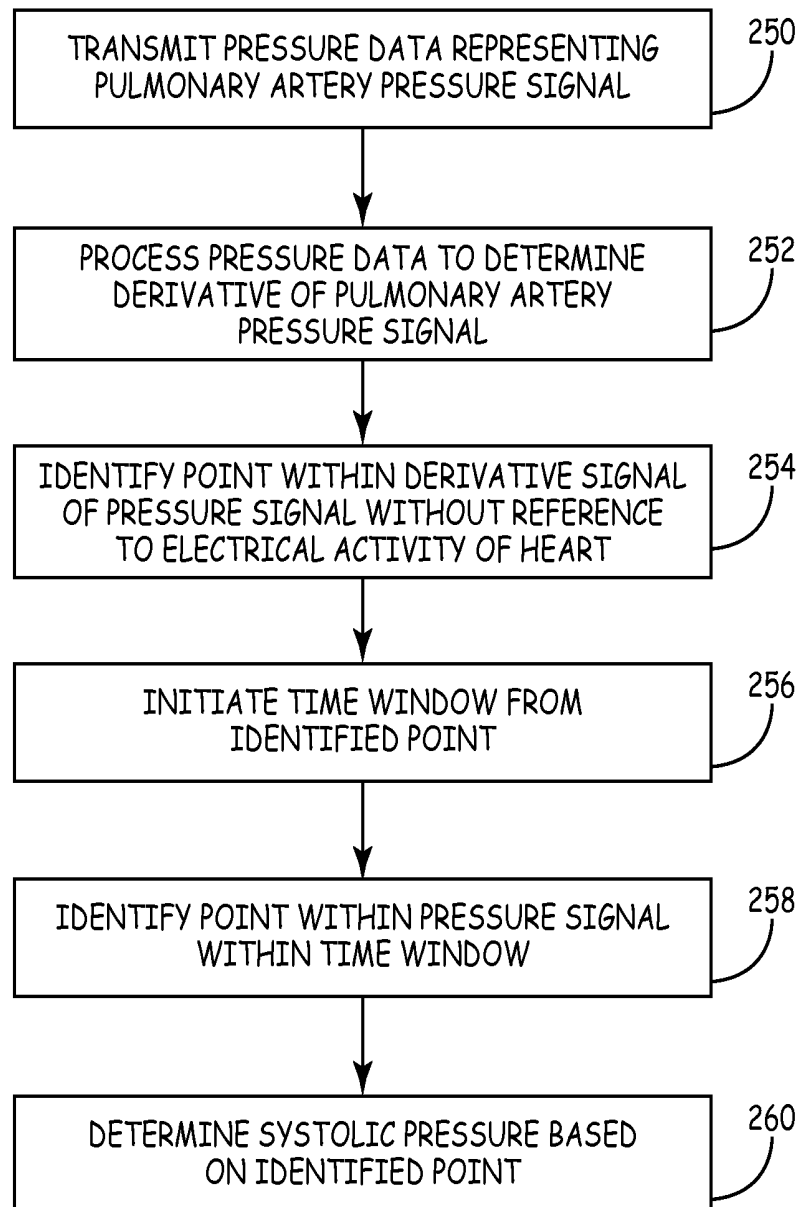 TRANSMIT PRESSURE DATA REPRESENTING
PULMONARY ARTERY PRESSURE SIGNAL
250
PROCESS PRESSURE DATA TO DETERMINE
DERIVATIVE OF PULMONARY ARTERY
PRESSURE SIGNAL
252
IDENTIFY POINT WITHIN DERIVATIVE SIGNAL
OF PRESSURE SIGNAL WITHOUT REFERENCE
TO ELECTRICAL ACTIVITY OF HEART
254
INITIATE TIME WINDOW FROM
IDENTIFIED POINT
256
IDENTIFY POINT WITHIN PRESSURE SIGNAL
WITHIN TIME WINDOW
258
DETERMINE SYSTOLIC PRESSURE BASED
ON IDENTIFIED POINT
260